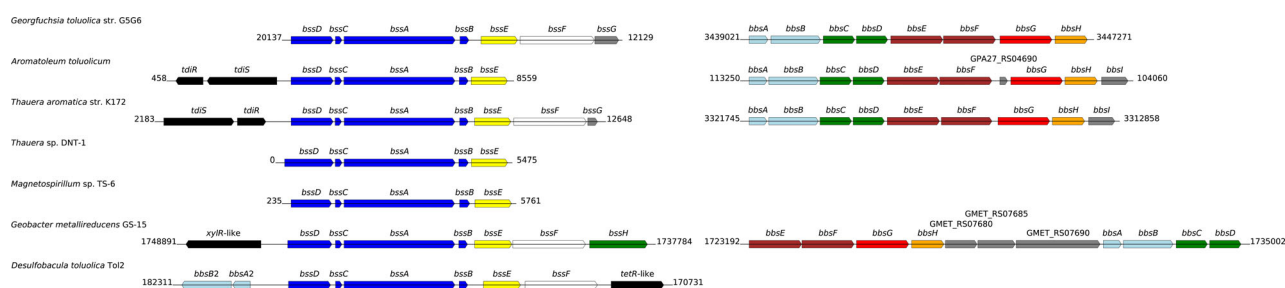 Georgfuchsia toluolica str. G5G6
bssD bssC bssA bssB bssE bssF bssG
20137 12129
bbsA bbsB bbsC bbsD bbsE bbsF bbsG bbsH
3439021 3447271
Aromatoleum toluolicum
tdiR tdiS bssD bssC bssA bssB bssE
458 8559
GPA27_RS04690
bbsA bbsB bbsC bbsD bbsE bbsF bbsG bbsH bbsI
113250 104060
Thauera aromatica str. K172
tdiS tdiR bssD bssC bssA bssB bssE bssF bssG
2183 12648
bbsA bbsB bbsC bbsD bbsE bbsF bbsG bbsH bbsI
3321745 3312858
Thauera sp. DNT-1
bssD bssC bssA bssB bssE
0 5475
Magnetospirillum sp. TS-6
bssD bssC bssA bssB bssE
235 5761
Geobacter metallireducens GS-15
xylR-like bssD bssC bssA bssB bssE bssF bssH
1748891 1737784
GMET_RS07685
GMET_RS07680
bbsE bbsF bbsG bbsH GMET_RS07690 bbsA bbsB bbsC bbsD
1723192 1735002
Desulfobacula toluolica Tol2
bbsB2 bbsA2 bssD bssC bssA bssB bssE bssF tetR-like
182311 170731